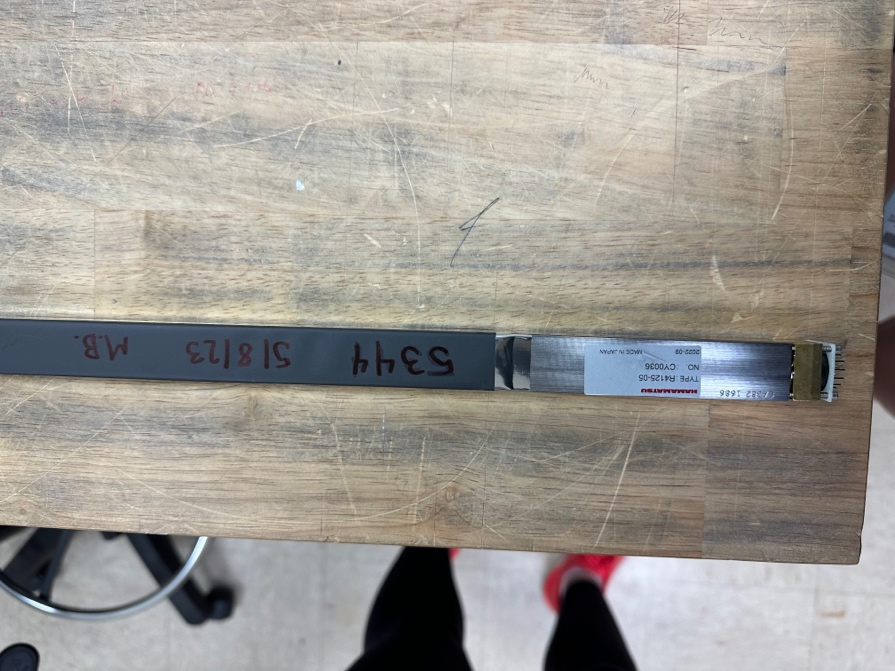 5344 5/8/23 M.B.
HAMAMATSU
TYPE: R4125-05
NO. : CY0036
MADE IN JAPAN 2022-09